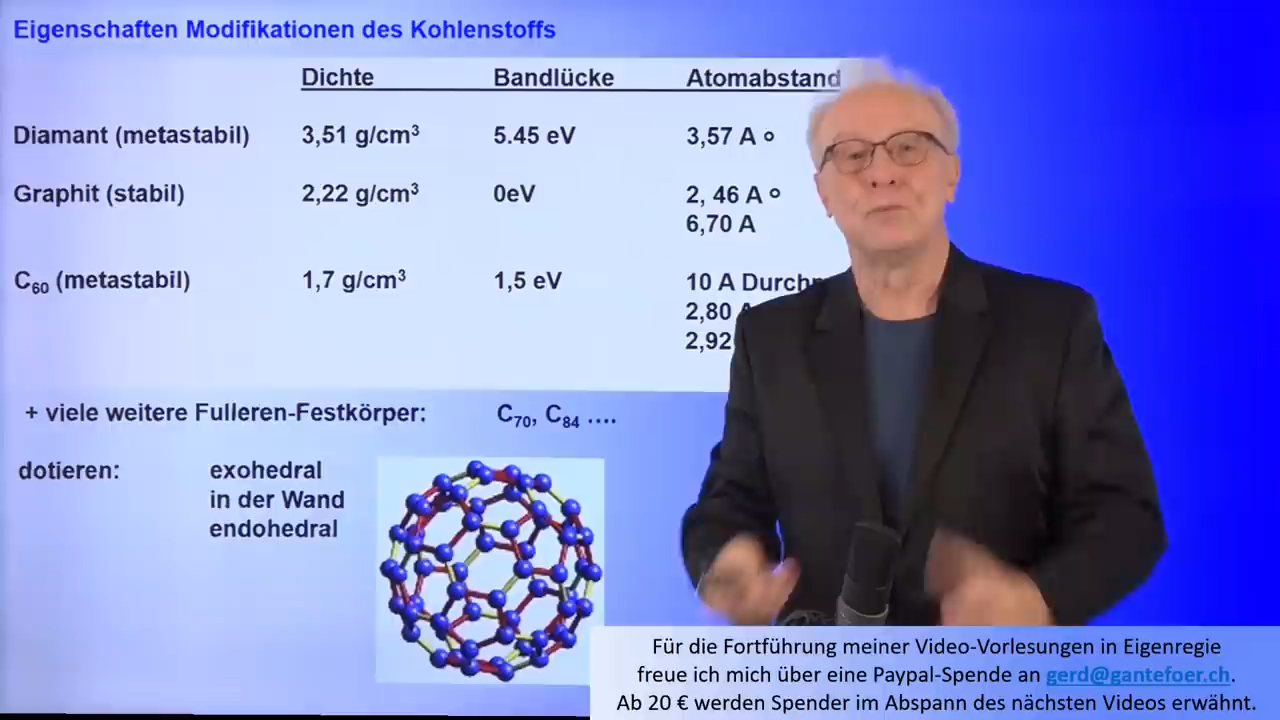 Eigenschaften Modifikationen des Kohlenstoffs
Dichte Bandlücke Atomabstand
Diamant (metastabil) 3,51 g/cm³ 5.45 eV 3,57 A °
Graphit (stabil) 2,22 g/cm³ 0eV 2, 46 A °
6,70 A
C₆₀ (metastabil) 1,7 g/cm³ 1,5 eV 10 A
2,80
2,92
+ viele weitere Fulleren-Festkörper: C₇₀, C₈₄ ....
dotieren: exohedral
in der Wand
endohedral
Für die Fortführung meiner Video-Vorlesungen in Eigenregie
freue ich mich über eine Paypal-Spende an gerd@gantefoer.ch.
Ab 20 € werden Spender im Abspann des nächsten Videos erwähnt.